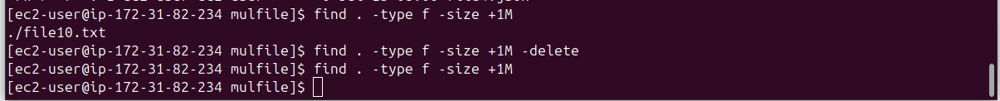 [ec2-user@ip-172-31-82-234 mulfile]$ find . -type f -size +1M
./file10.txt
[ec2-user@ip-172-31-82-234 mulfile]$ find . -type f -size +1M -delete
[ec2-user@ip-172-31-82-234 mulfile]$ find . -type f -size +1M
[ec2-user@ip-172-31-82-234 mulfile]$